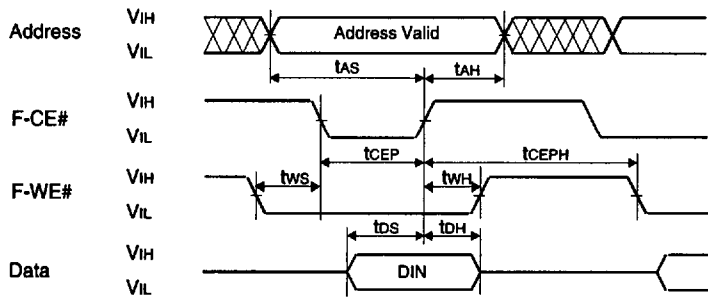 Address
VIH
VIL
Address Valid
tAS
tAH
F-CE#
VIH
VIL
tCEP
tCEPH
F-WE#
VIH
VIL
tWS
tWH
tDS
tDH
Data
VIH
VIL
DIN